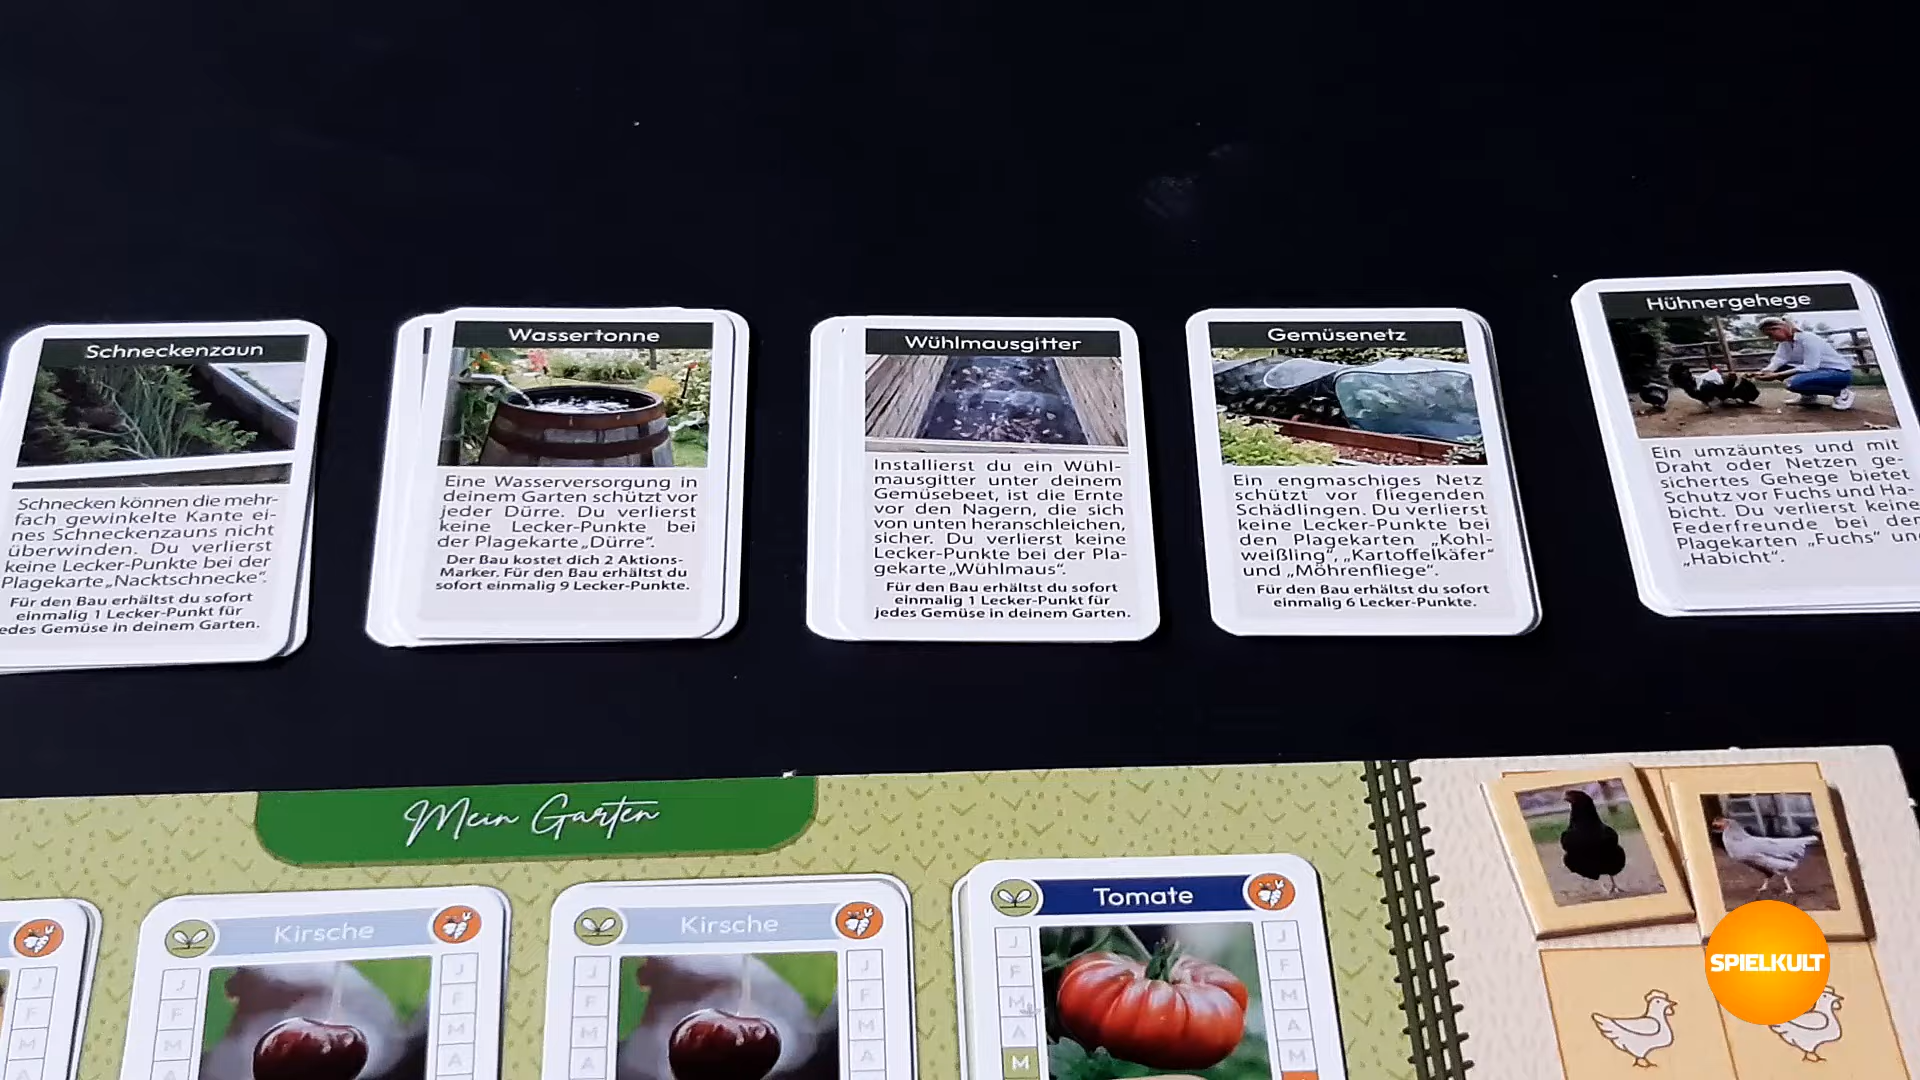 Schneckenzaun
Schnecken können die mehr-
fach gewinkelte Kante ei-
nes Schneckenzauns nicht
überwinden. Du verlierst
keine Lecker-Punkte bei der
Plagekarte „Nacktschnecke“.
Für den Bau erhältst du sofort
einmalig 1 Lecker-Punkt für
edes Gemüse in deinem Garten.
Wassertonne
Eine Wasserversorgung in
deinem Garten schützt vor
jeder Dürre. Du verlierst
keine Lecker-Punkte bei
der Plagekarte „Dürre“.
Der Bau kostet dich 2 Aktions-
Marker. Für den Bau erhältst du
sofort einmalig 9 Lecker-Punkte.
Wühlmausgitter
Installierst du ein Wühl-
mausgitter unter deinem
Gemüsebeet, ist die Ernte
vor den Nagern, die sich
von unten heranschleichen,
sicher. Du verlierst keine
Lecker-Punkte bei der Pla-
gekarte „Wühlmaus“.
Für den Bau erhältst du sofort
einmalig 1 Lecker-Punkt für
jedes Gemüse in deinem Garten.
Gemüsenetz
Ein engmaschiges Netz
schützt vor fliegenden
Schädlingen. Du verlierst
keine Lecker-Punkte bei
den Plagekarten „Kohl-
weißling“, „Kartoffelkäfer“
und „Möhrenfliege“.
Für den Bau erhältst du sofort
einmalig 6 Lecker-Punkte.
Hühnergehege
Ein umzäuntes und mit
Draht oder Netzen ge-
sichertes Gehege bietet
Schutz vor Fuchs und Ha-
bicht. Du verlierst keine
Federfreunde bei den
Plagekarten „Fuchs“ und
„Habicht“.
Mein Garten
J
F
M
Kirsche
J
F
M
A
J
F
M
A
Kirsche
J
F
M
A
J
F
M
A
Tomate
J
F
M
A
M
J
F
M
A
M
SPIELKULT